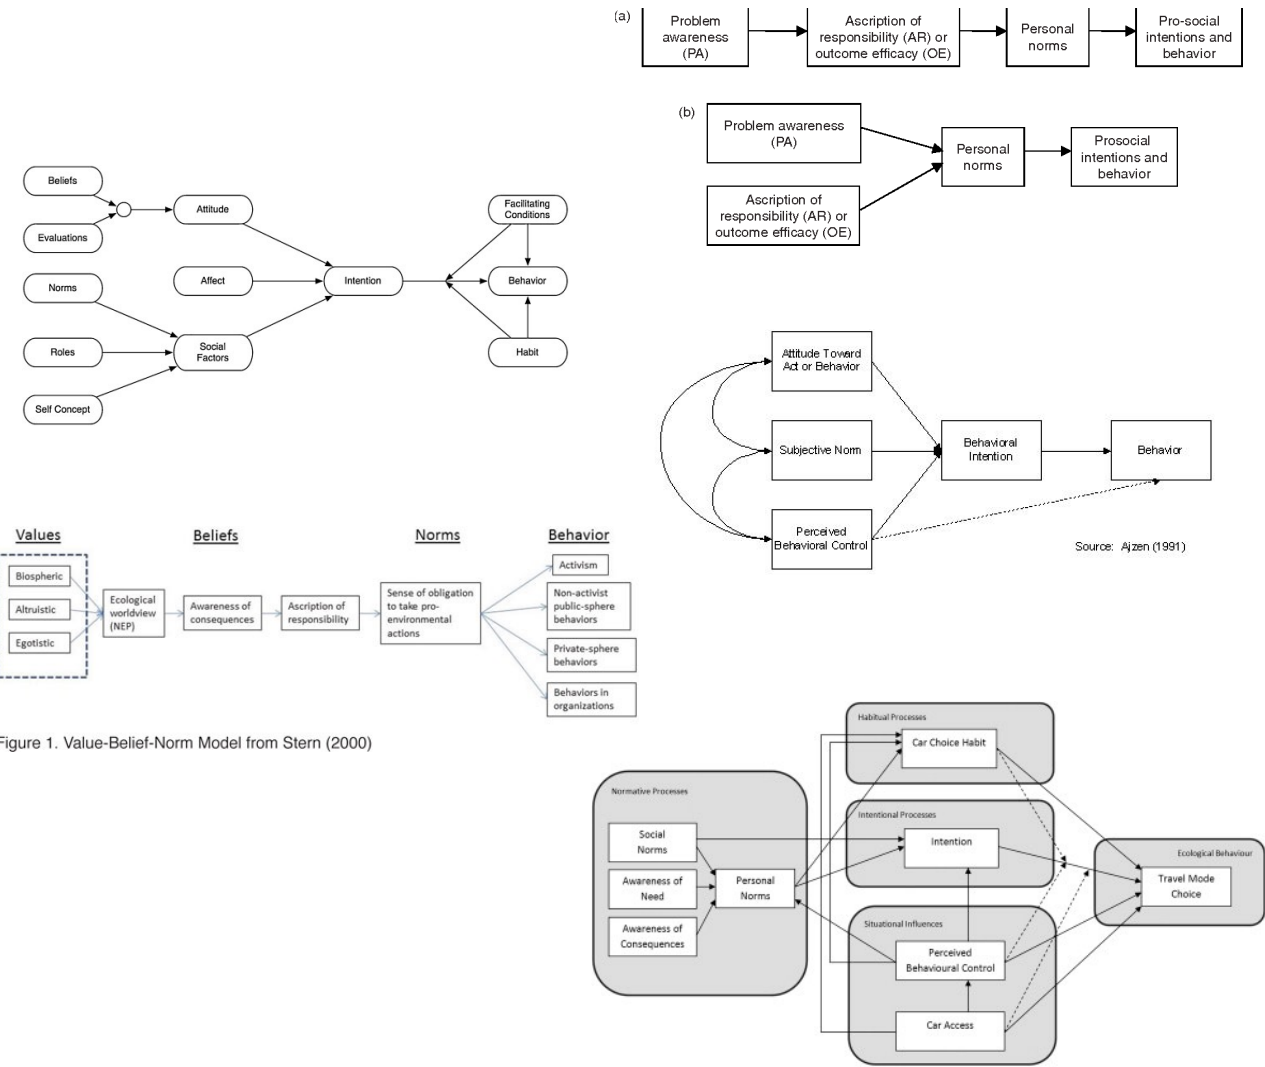 (a)
Problem
awareness
(PA)
Ascription of
responsibility (AR) or
outcome efficacy (OE)
Personal
norms
Pro-social
intentions and
behavior
(b)
Problem awareness
(PA)
Ascription of
responsibility (AR) or
outcome efficacy (OE)
Personal
norms
Prosocial
intentions and
behavior
Beliefs
Evaluations
Norms
Roles
Self Concept
Attitude
Affect
Social
Factors
Intention
Facilitating
Conditions
Behavior
Habit
Attitude Toward
Act or Behavior
Subjective Norm
Perceived
Behavioral Control
Behavioral
Intention
Behavior
Source: Ajzen (1991)
Values
Beliefs
Norms
Behavior
Biospheric
Altruistic
Egotistic
Ecological
worldview
(NEP)
Awareness of
consequences
Ascription of
responsibility
Sense of obligation
to take pro-
environmental
actions
Activism
Non-activist
public-sphere
behaviors
Private-sphere
behaviors
Behaviors in
organizations
Figure 1. Value-Belief-Norm Model from Stern (2000)
Normative Processes
Social
Norms
Awareness of
Need
Awareness of
Consequences
Personal
Norms
Habitual Processes
Car Choice Habit
Intentional Processes
Intention
Situational Influences
Perceived
Behavioural Control
Car Access
Ecological Behaviour
Travel Mode
Choice